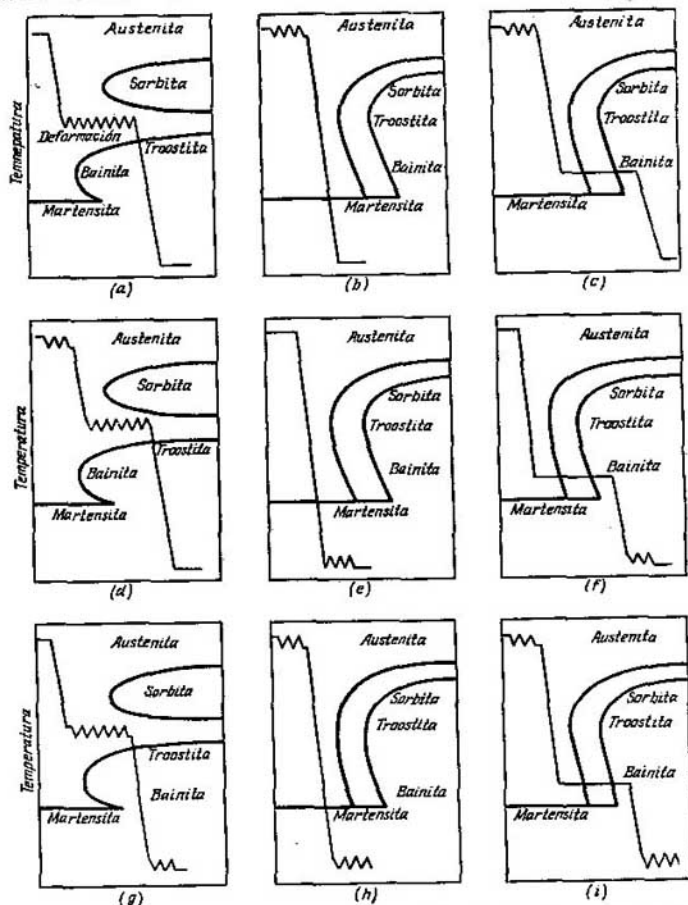 Austenita
Sorbita
Deformación
Troostita
Bainita
Martensita
Temnepatura
(a)
Austenita
Sorbita
Troostita
Bainita
Martensita
(b)
Austenita
Sorbita
Troostita
Bainita
Martensita
(c)
Austenita
Sorbita
Troostita
Bainita
Martensita
Temperatura
(d)
Austenita
Sorbita
Troostita
Bainita
Martensita
(e)
Austenita
Sorbita
Troostita
Bainita
Martensita
(f)
Austenita
Sorbita
Troostita
Bainita
Martensita
Temperatura
(g)
Austenita
Sorbita
Troostita
Bainita
Martensita
(h)
Austenita
Sorbita
Troostita
Bainita
Martensita
(i)